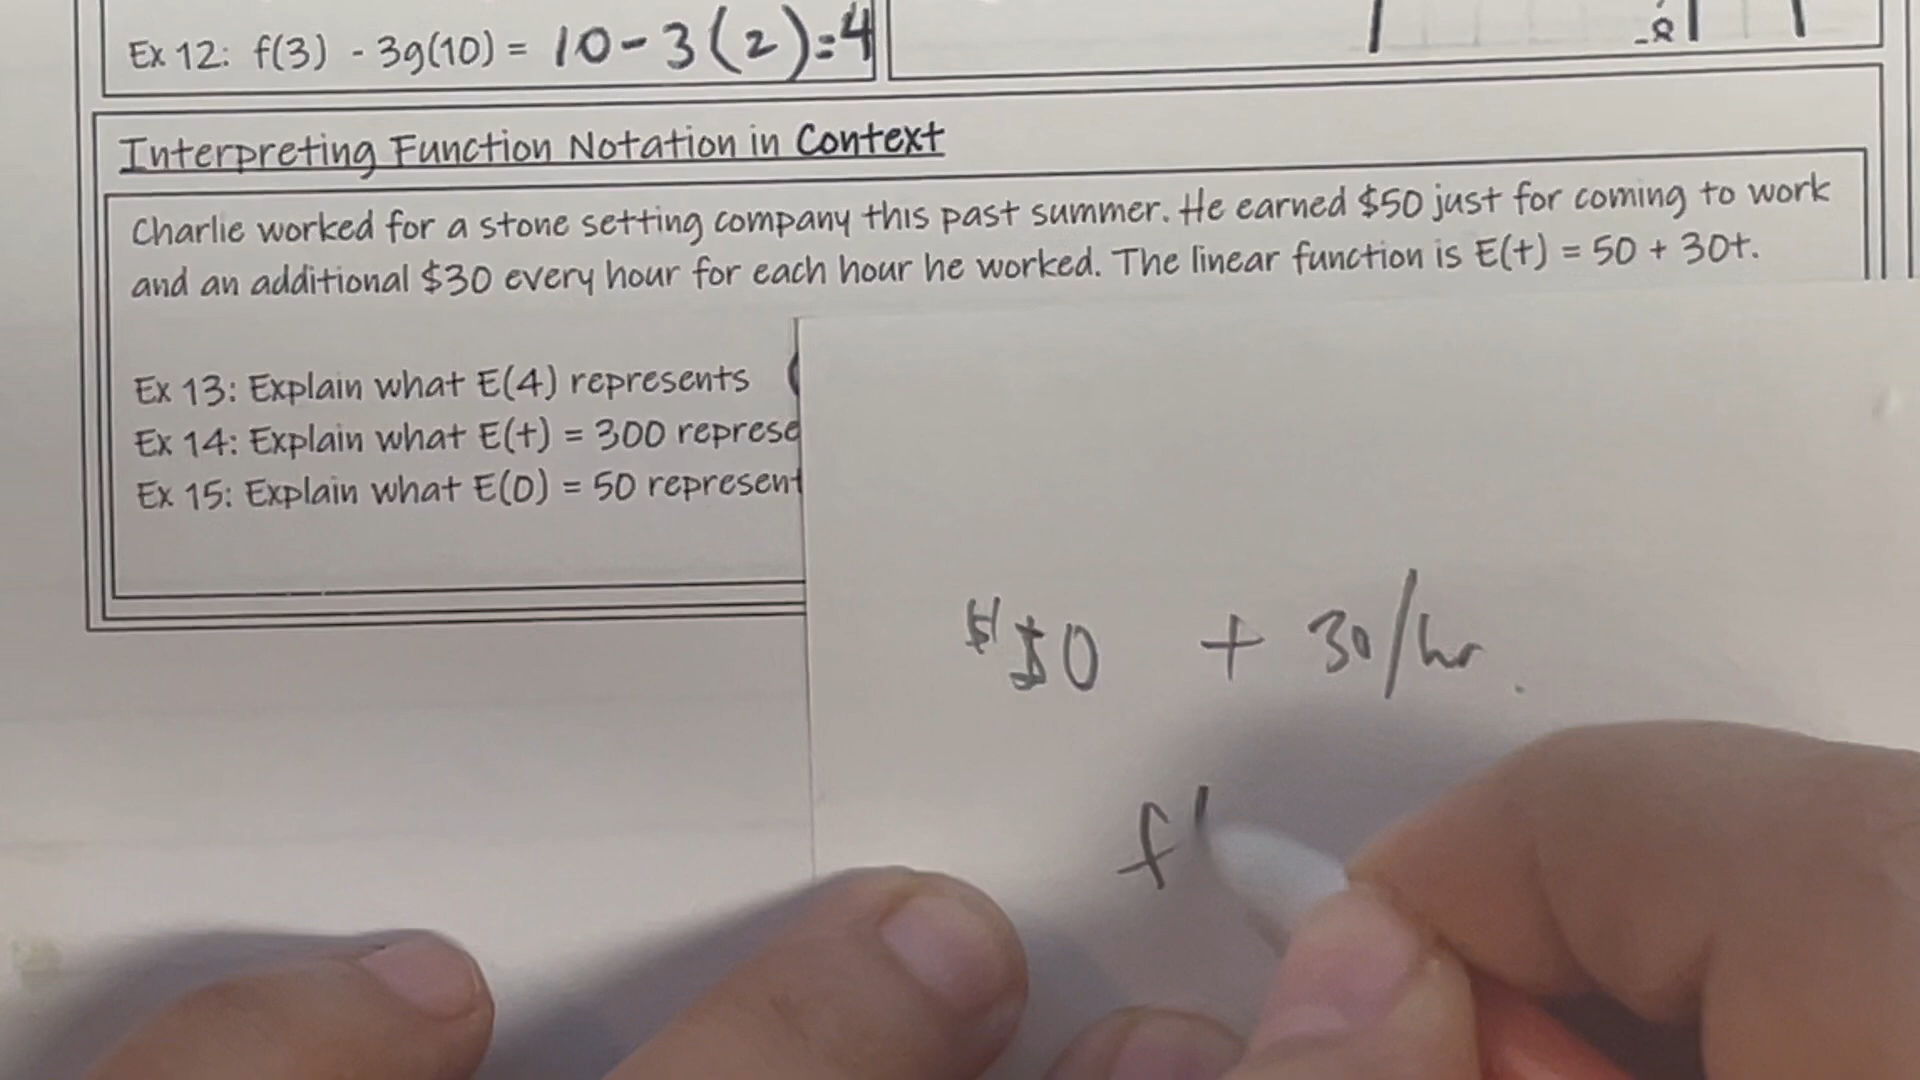 Ex 12: f(3) - 3g(10) = 10-3(2)=4
-8
Interpreting Function Notation in Context
Charlie worked for a stone setting company this past summer. He earned $50 just for coming to work
and an additional $30 every hour for each hour he worked. The linear function is E(t) = 50 + 30t.
Ex 13: Explain what E(4) represents (
Ex 14: Explain what E(t) = 300 represe
Ex 15: Explain what E(0) = 50 represent
+ 30/hr.
f(